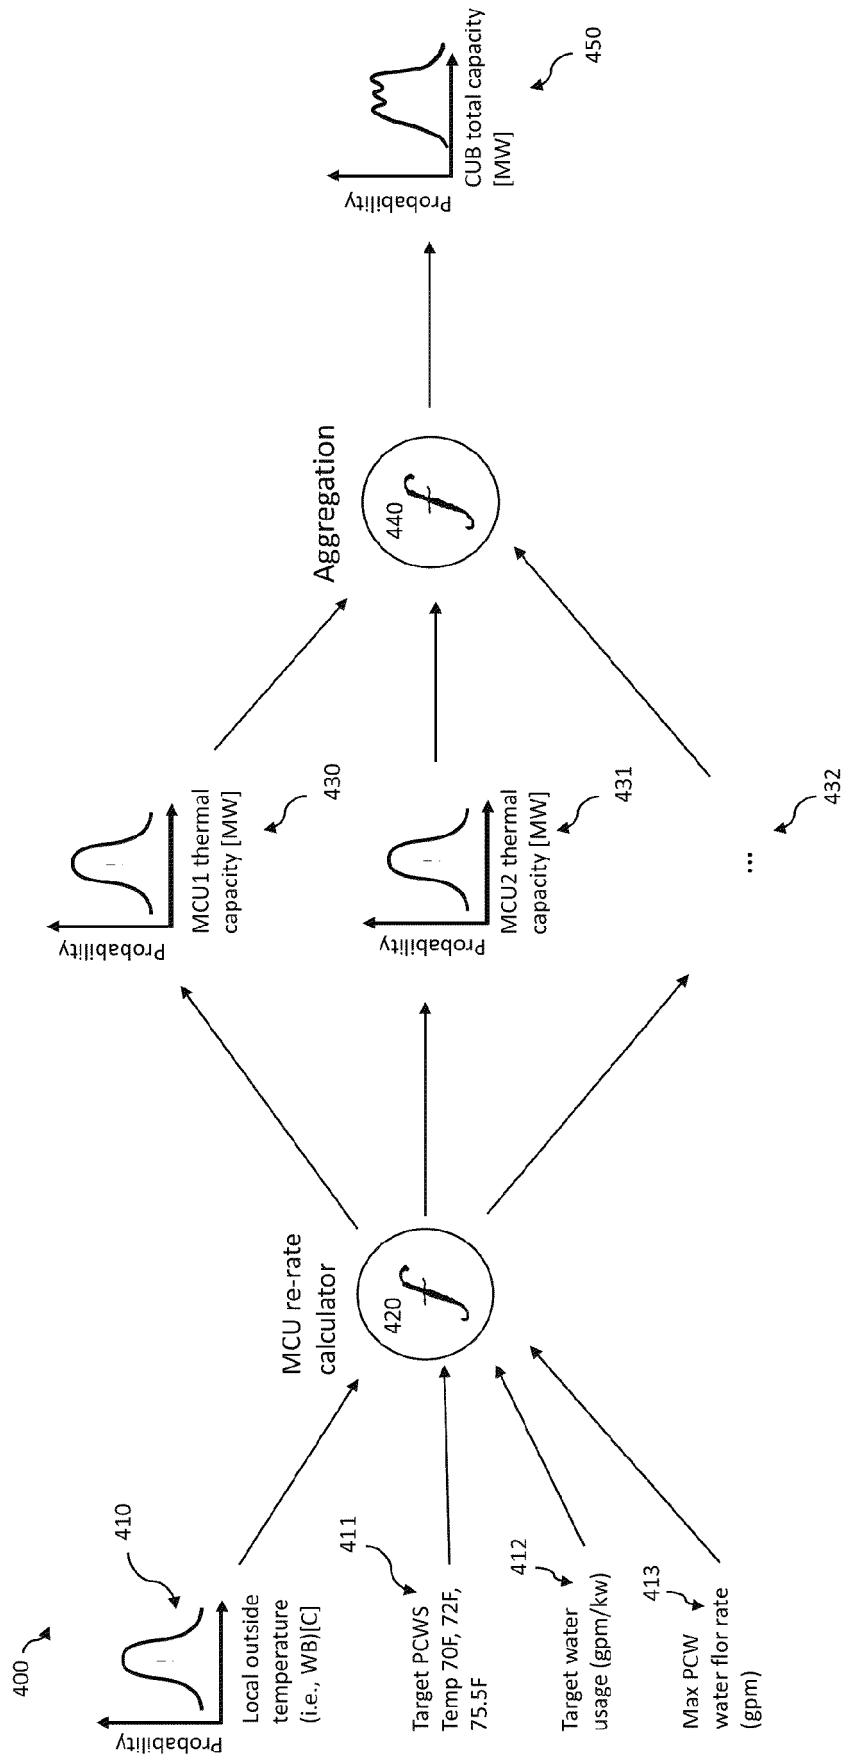 400
Probability
410
Local outside
temperature
(i.e., WB)[C]
411
Target PCWS
Temp 70F, 72F,
75.5F
412
Target water
usage (gpm/kw)
413
Max PCW
water flor rate
(gpm)
MCU re-rate
calculator
420
f
Probability
MCU1 thermal
capacity [MW]
430
Probability
MCU2 thermal
capacity [MW]
431
...
432
Aggregation
440
f
Probability
CUB total capacity
[MW]
450